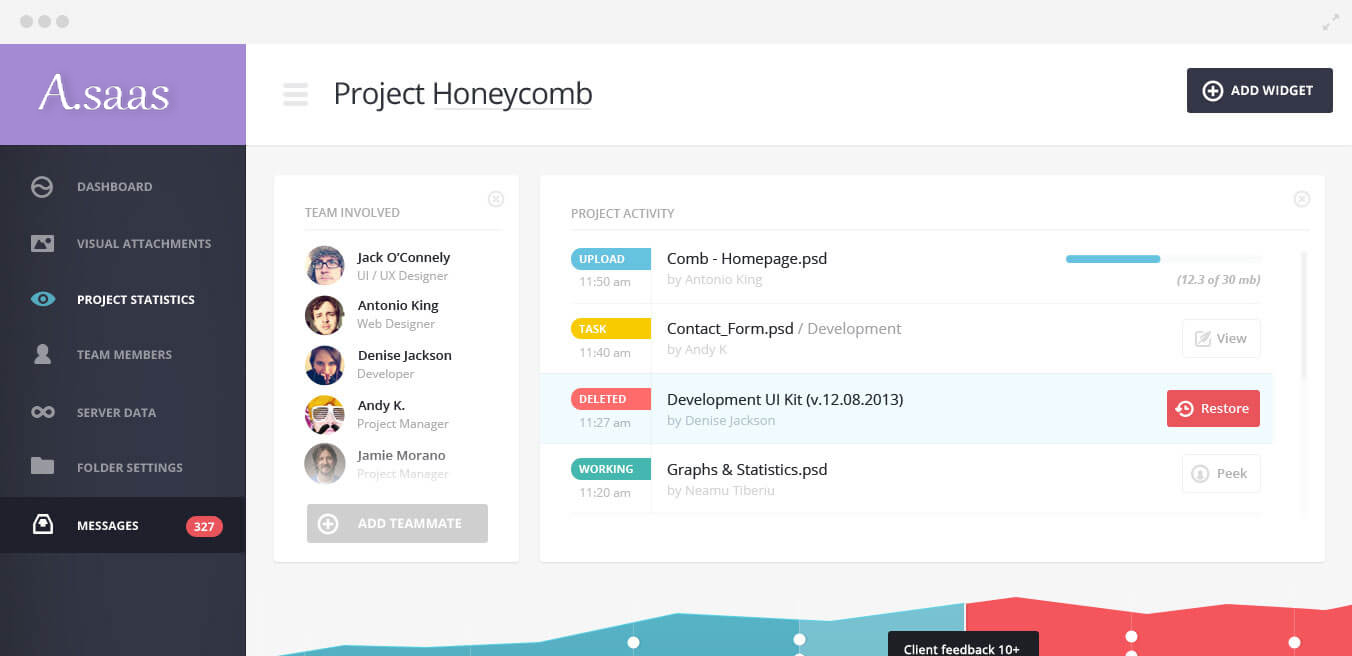 A.saas
Project Honeycomb
ADD WIDGET
DASHBOARD
VISUAL ATTACHMENTS
PROJECT STATISTICS
TEAM MEMBERS
SERVER DATA
FOLDER SETTINGS
MESSAGES 327
TEAM INVOLVED
Jack O'Connely
UI / UX Designer
Antonio King
Web Designer
Denise Jackson
Developer
Andy K.
Project Manager
Jamie Morano
Project Manager
ADD TEAMMATE
PROJECT ACTIVITY
UPLOAD Comb - Homepage.psd
11:50 am by Antonio King (12.3 of 30 mb)
TASK Contact_Form.psd / Development View
11:40 am by Andy K
DELETED Development UI Kit (v.12.08.2013) Restore
11:27 am by Denise Jackson
WORKING Graphs & Statistics.psd Peek
11:20 am by Neamu Tiberiu
Client feedback 10+